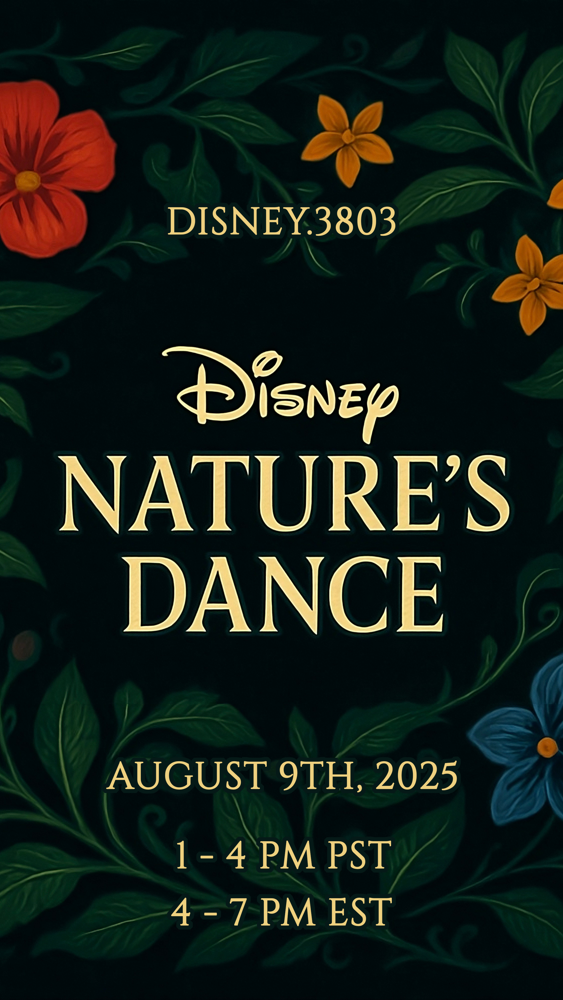 DISNEY.3803
Disney
NATURE’S
DANCE
AUGUST 9TH, 2025
1 - 4 PM PST
4 - 7 PM EST